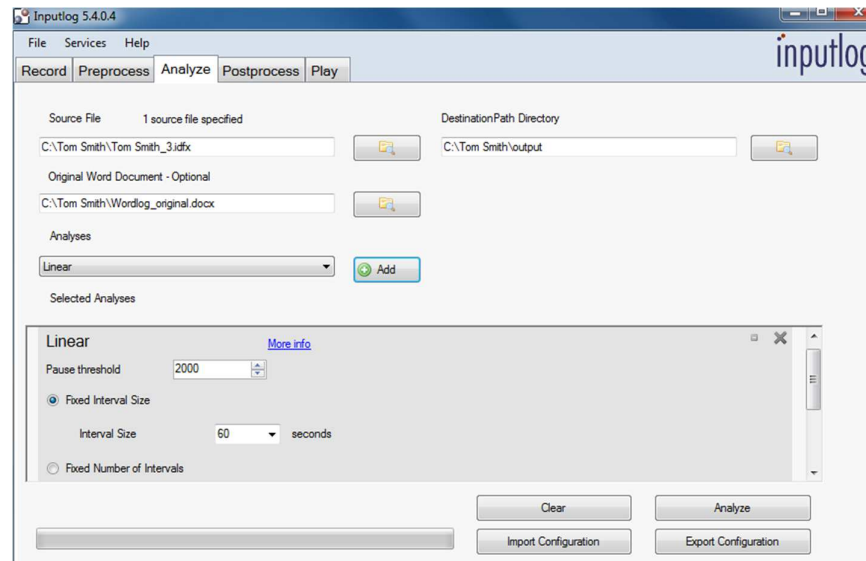 Inputlog 5.4.0.4
File Services Help
inputlog
Record Preprocess Analyze Postprocess Play
Source File 1 source file specified DestinationPath Directory
C:\Tom Smith\Tom Smith_3.idfx C:\Tom Smith\output
Original Word Document - Optional
C:\Tom Smith\Wordlog_original.docx
Analyses
Linear Add
Selected Analyses
Linear More info
Pause threshold 2000
Fixed Interval Size
Interval Size 60 seconds
Fixed Number of Intervals
Clear Analyze
Import Configuration Export Configuration